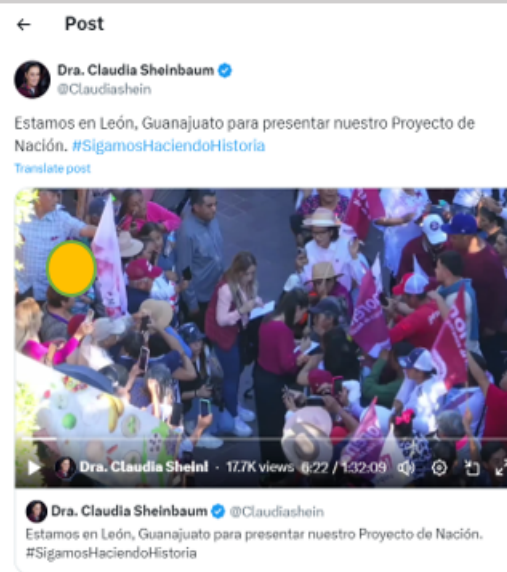 Post
Dra. Claudia Sheinbaum
@Claudiashein
Estamos en León, Guanajuato para presentar nuestro Proyecto de
Nación. #SigamosHaciendoHistoria
Translate post
Dra. Claudia Sheinl · 17.7K views 6:22 / 1:32:09
Dra. Claudia Sheinbaum @Claudiashein
Estamos en León, Guanajuato para presentar nuestro Proyecto de Nación.
#SigamosHaciendoHistoria